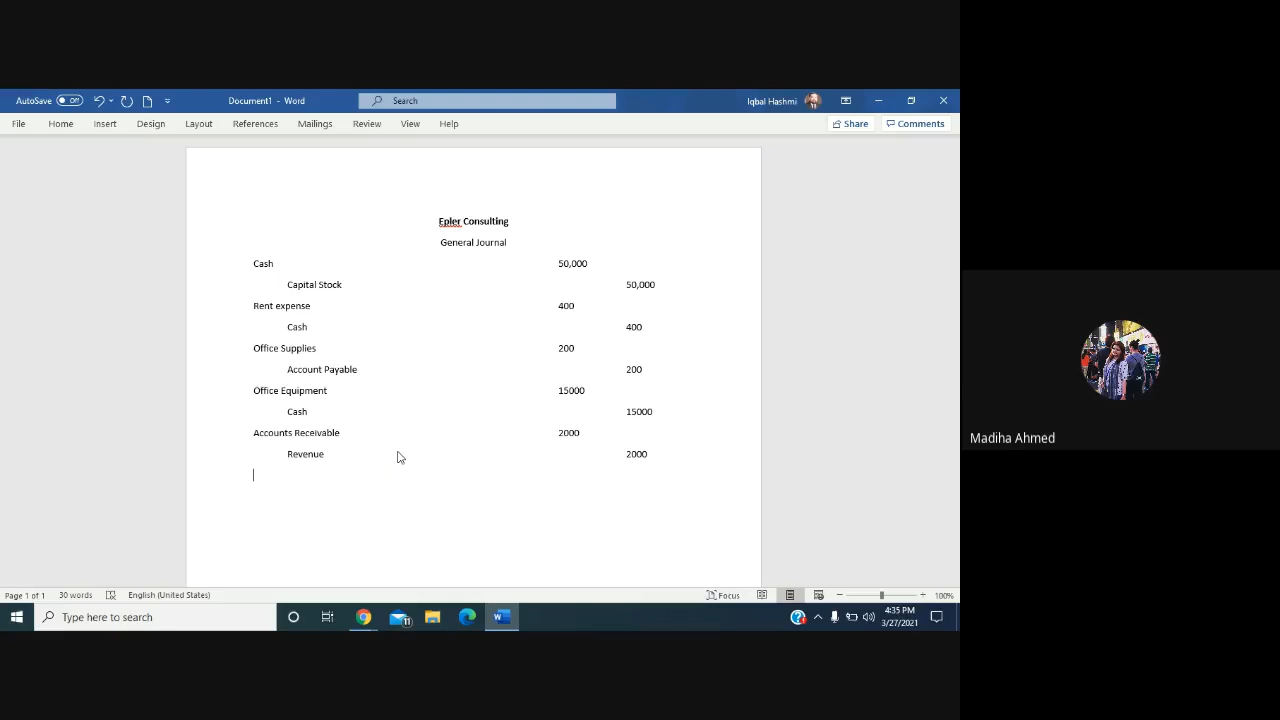 AutoSave Off Document1 - Word Search Iqbal Hashmi
File Home Insert Design Layout References Mailings Review View Help Share Comments
Epler Consulting
General Journal
Cash 50,000
Capital Stock 50,000
Rent expense 400
Cash 400
Office Supplies 200
Account Payable 200
Office Equipment 15000
Cash 15000
Accounts Receivable 2000
Revenue 2000
Madiha Ahmed
Page 1 of 1 30 words English (United States) Focus 100%
Type here to search 11 4:35 PM
3/27/2021